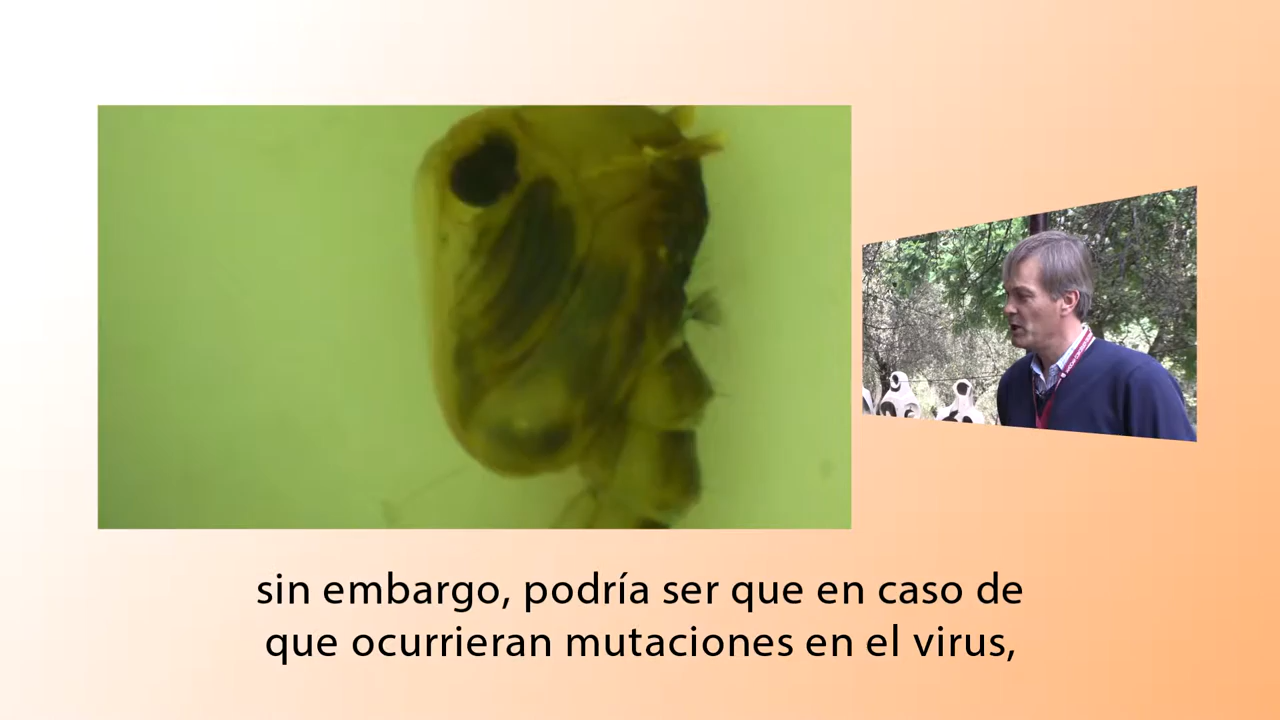 sin embargo, podría ser que en caso de
que ocurrieran mutaciones en el virus,